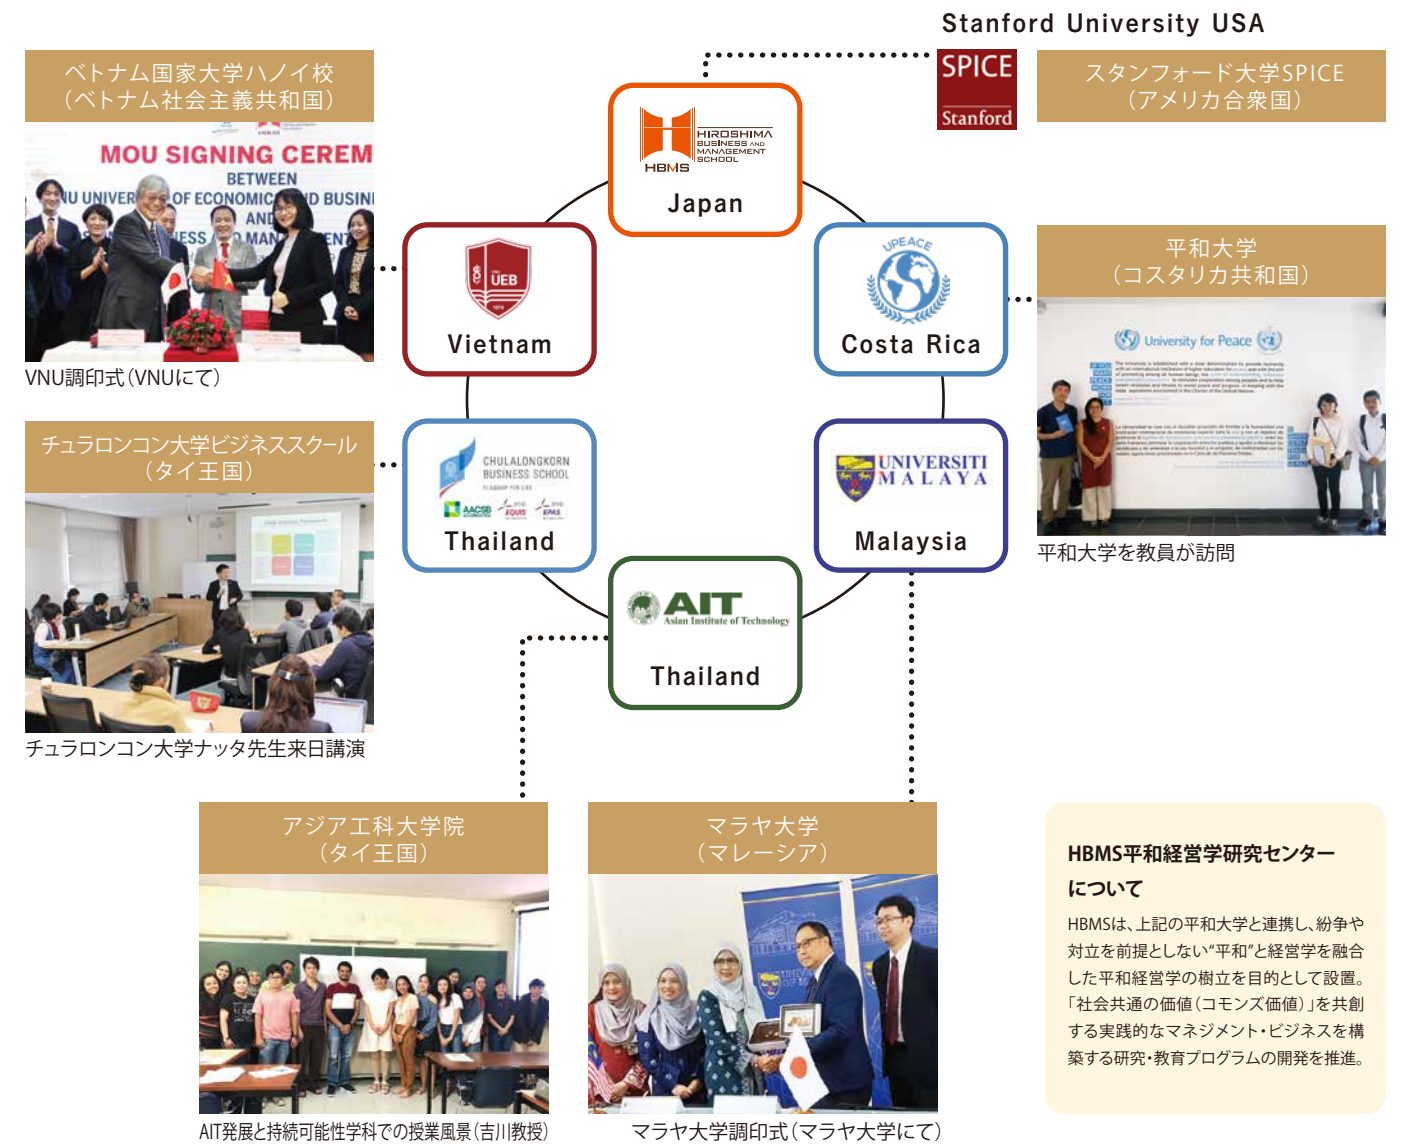 Stanford University USA
SPICE
Stanford
スタンフォード大学SPICE
（アメリカ合衆国）
ベトナム国家大学ハノイ校
（ベトナム社会主義共和国）
MOU SIGNING CEREM
BETWEEN
NU UNIVER OF ECONOMIC ND BUSIN
AND
VNU調印式（VNUにて）
HIROSHIMA
BUSINESS AND
MANAGEMENT
SCHOOL
HBMS
Japan
UEB
Vietnam
UPEACE
Costa Rica
平和大学
（コスタリカ共和国）
University for Peace
平和大学を教員が訪問
チュラロンコン大学ビジネススクール
（タイ王国）
チュラロンコン大学ナッタ先生来日講演
CHULALONGKORN
BUSINESS SCHOOL
FLAGSHIP FOR LIFE
AACSB
ACCREDITED
EFMD
EQUIS
EFMD
EPAS
Thailand
UNIVERSITI
MALAYA
Malaysia
AIT
Asian Institute of Technology
Thailand
アジア工科大学院
（タイ王国）
AIT発展と持続可能性学科での授業風景（吉川教授）
マラヤ大学
（マレーシア）
マラヤ大学調印式（マラヤ大学にて）
HBMS平和経営学研究センター
について
HBMSは、上記の平和大学と連携し、紛争や
対立を前提としない“平和”と経営学を融合
した平和経営学の樹立を目的として設置。
「社会共通の価値（コモンズ価値）」を共創
する実践的なマネジメント・ビジネスを構
築する研究・教育プログラムの開発を推進。